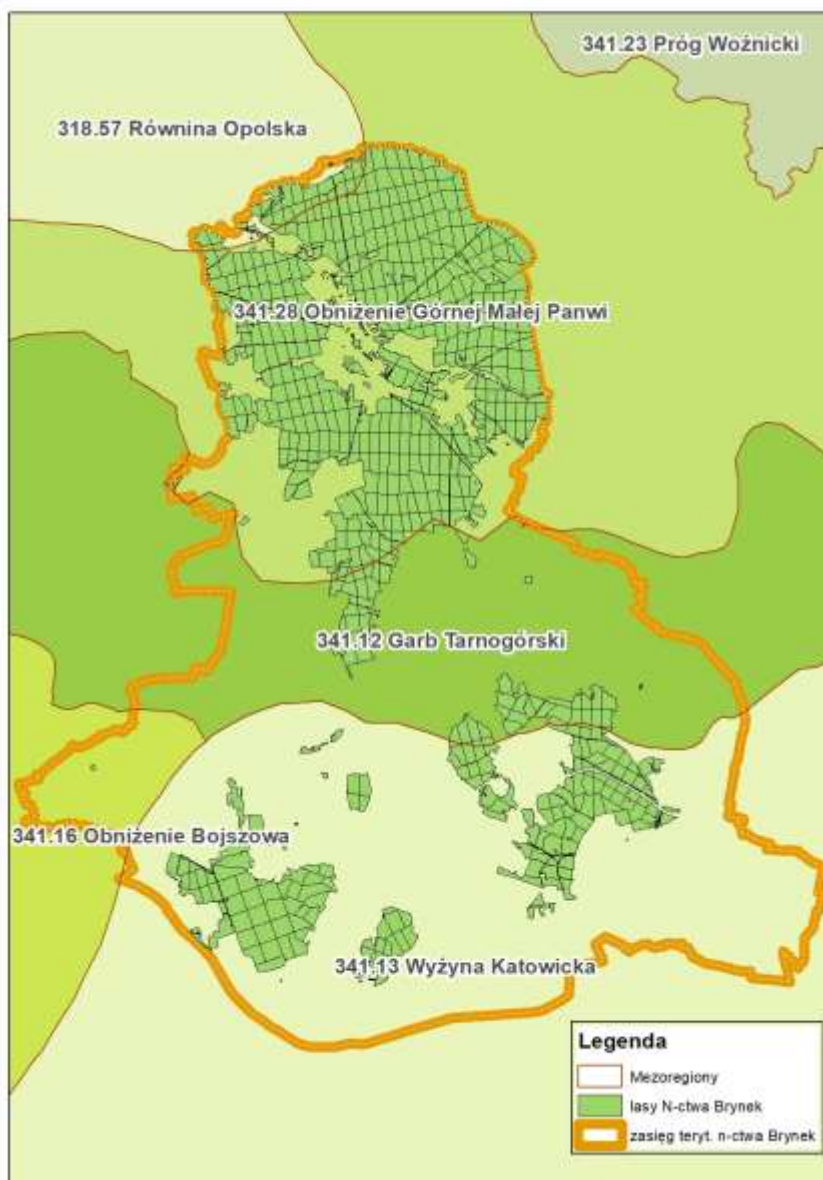 341.23 Próg Woźnicki
318.57 Równina Opolska
341.28 Obniżenie Górnej Małej Panwi
341.12 Garb Tarnogórski
341.16 Obniżenie Bojszowa
341.13 Wyżyna Katowicka
Legenda
Mezoregiony
lasy N-ctwa Brynek
zasięg teryt. n-ctwa Brynek